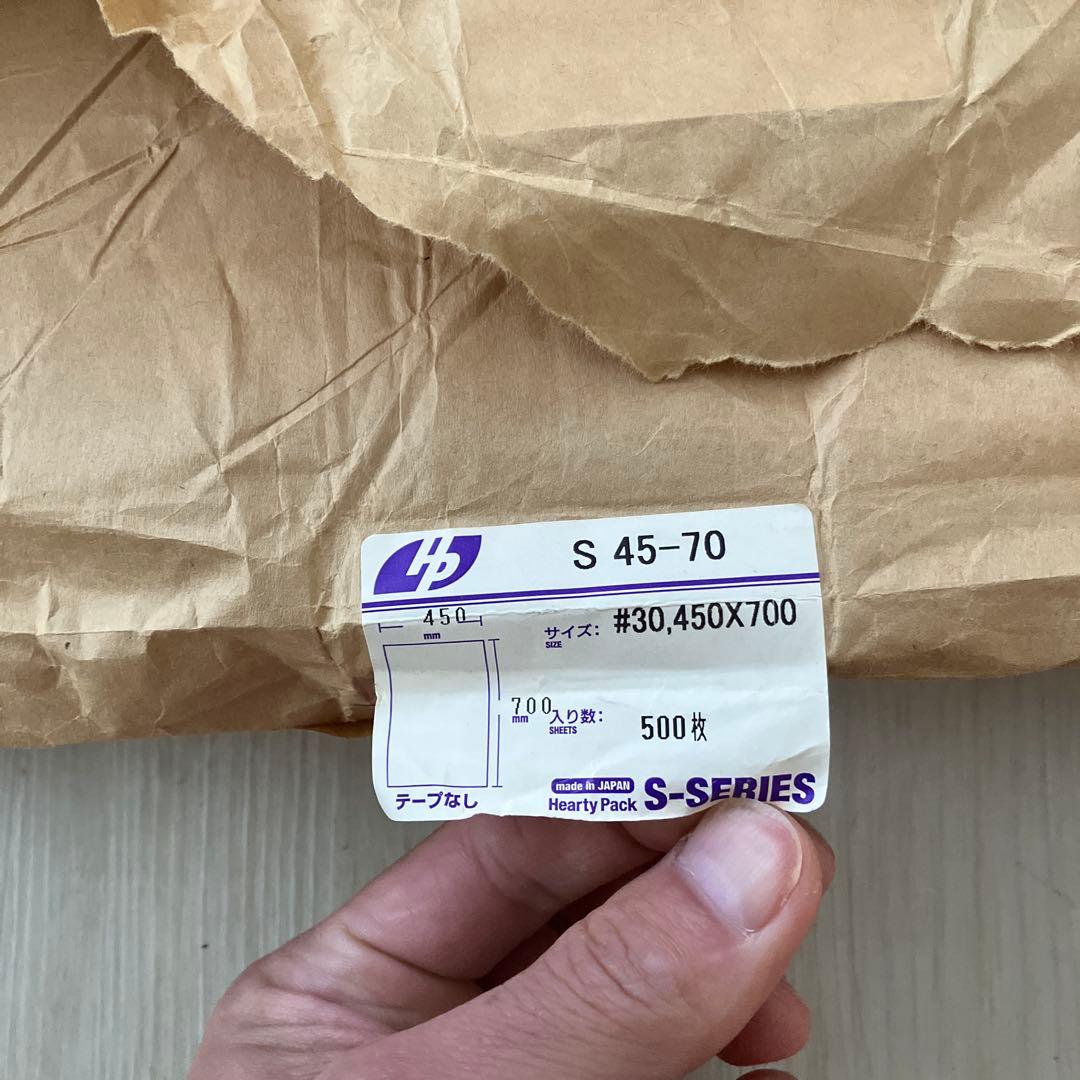 Hp
S 45-70
450
mm
サイズ: #30,450X700
SIZE
700
mm
入り数: 500枚
SHEETS
テープなし
made in JAPAN
Hearty Pack S-SERIES